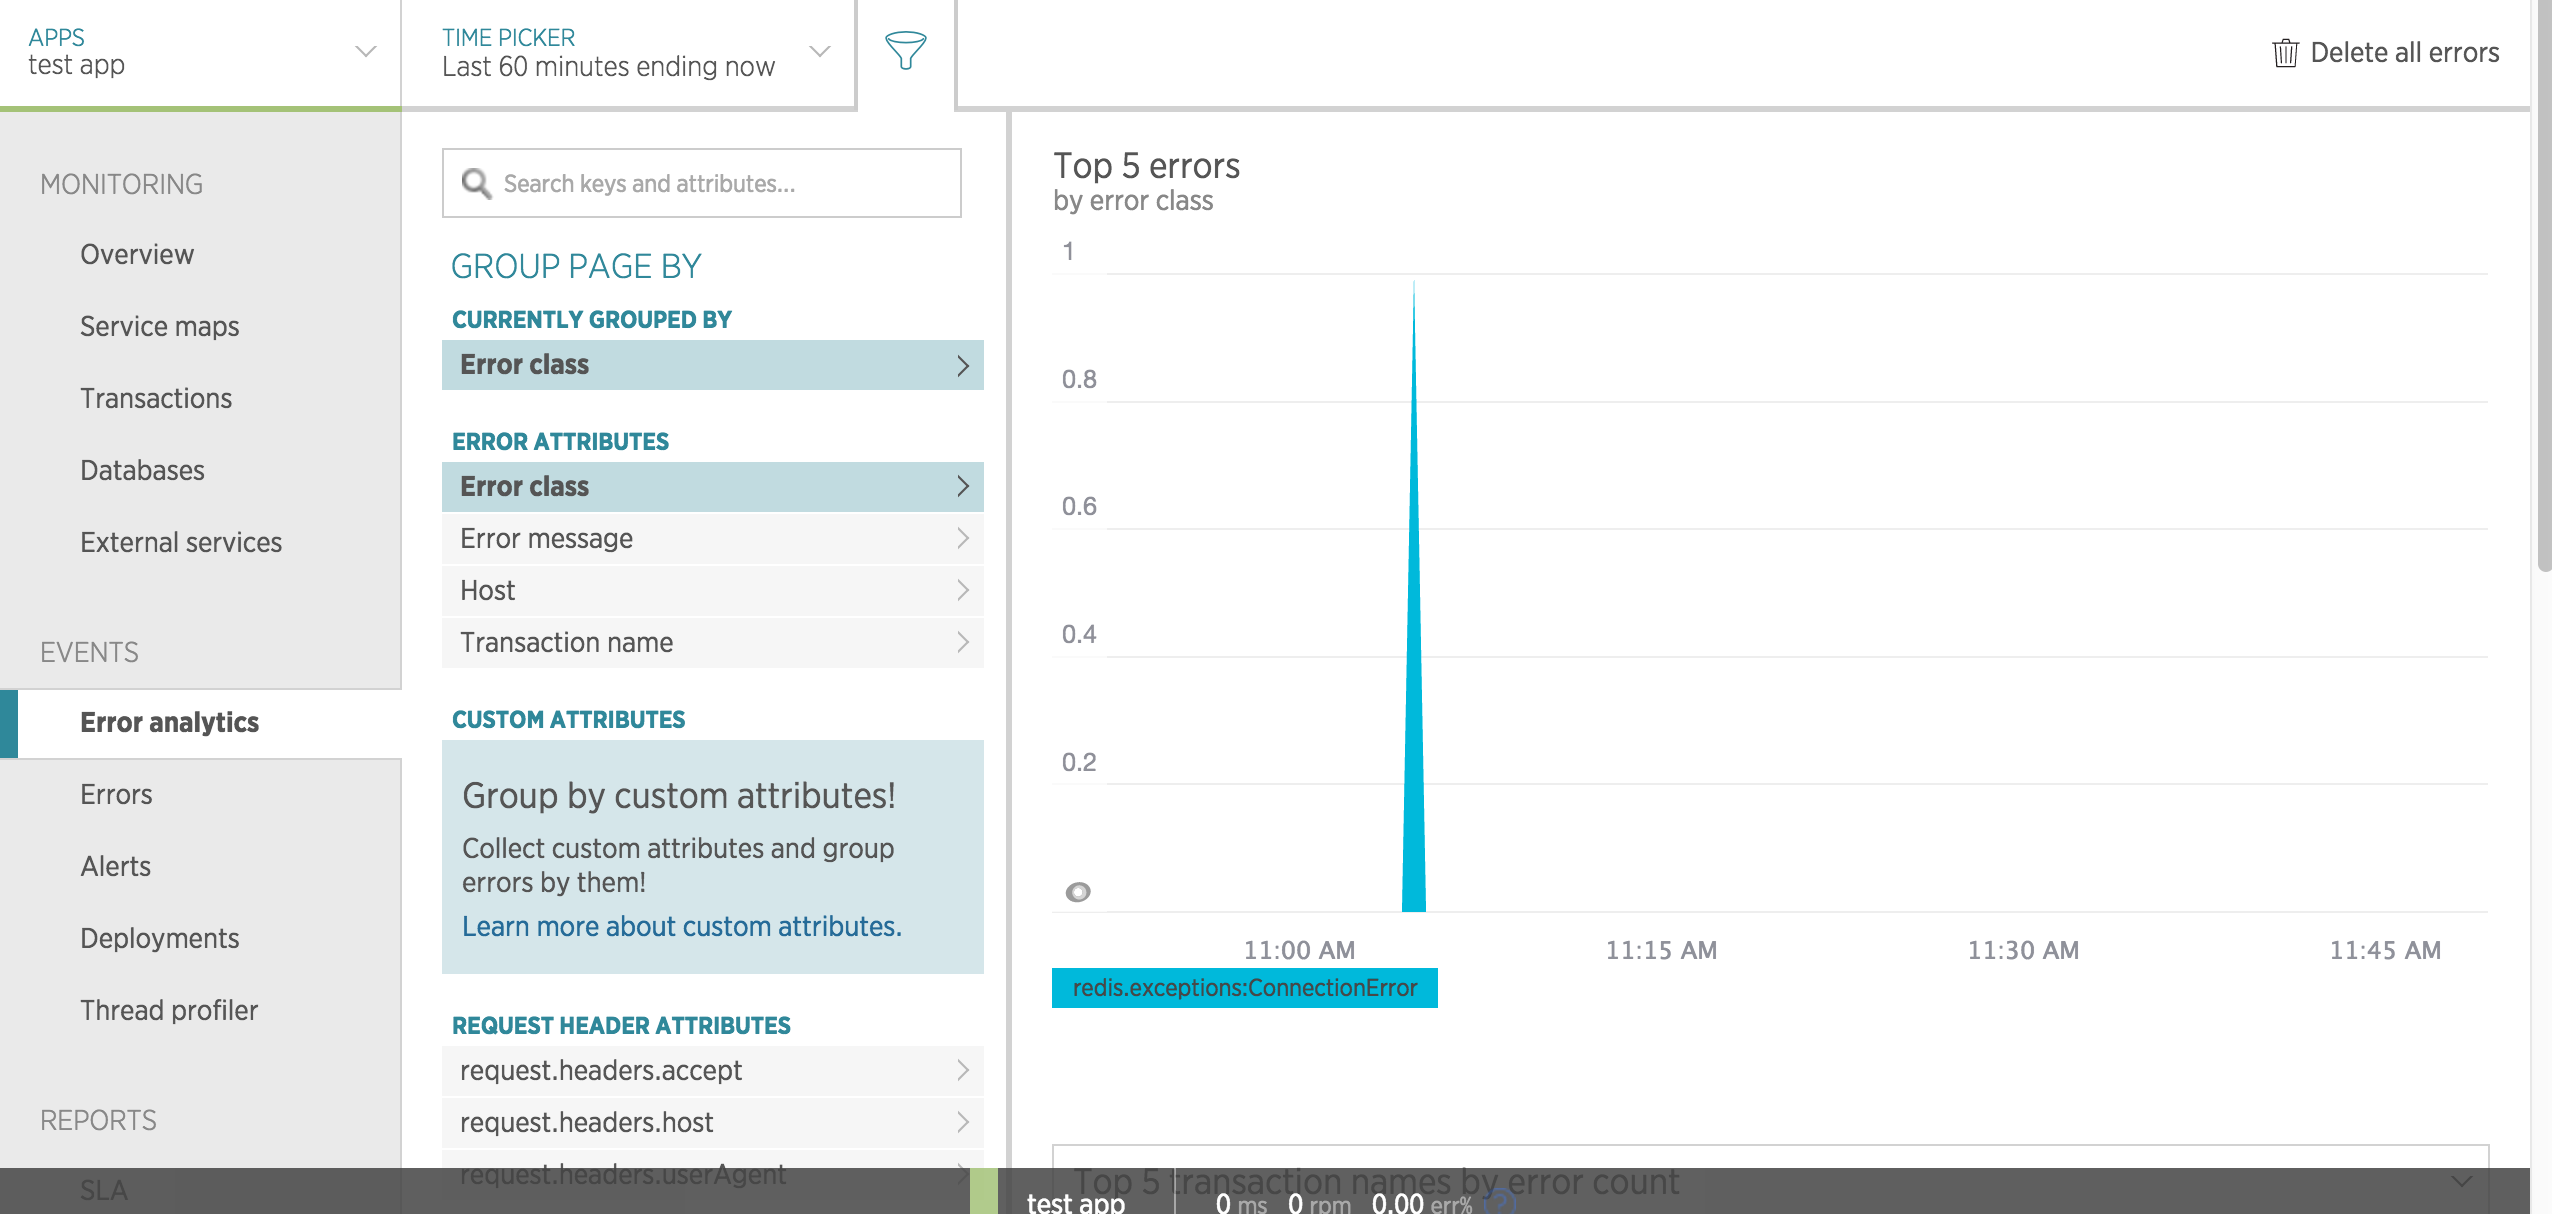 APPS
test app
TIME PICKER
Last 60 minutes ending now
Delete all errors
MONITORING
Overview
Service maps
Transactions
Databases
External services
EVENTS
Error analytics
Errors
Alerts
Deployments
Thread profiler
REPORTS
SLA
Search keys and attributes...
GROUP PAGE BY
CURRENTLY GROUPED BY
Error class
ERROR ATTRIBUTES
Error class
Error message
Host
Transaction name
CUSTOM ATTRIBUTES
Group by custom attributes!
Collect custom attributes and group
errors by them!
Learn more about custom attributes.
REQUEST HEADER ATTRIBUTES
request.headers.accept
request.headers.host
request.headers.userAgent
Top 5 errors
by error class
1
0.8
0.6
0.4
0.2
11:00 AM 11:15 AM 11:30 AM 11:45 AM
redis.exceptions:ConnectionError
Top 5 transaction names by error count
test app 0 ms 0 rpm 0.00 err% ?